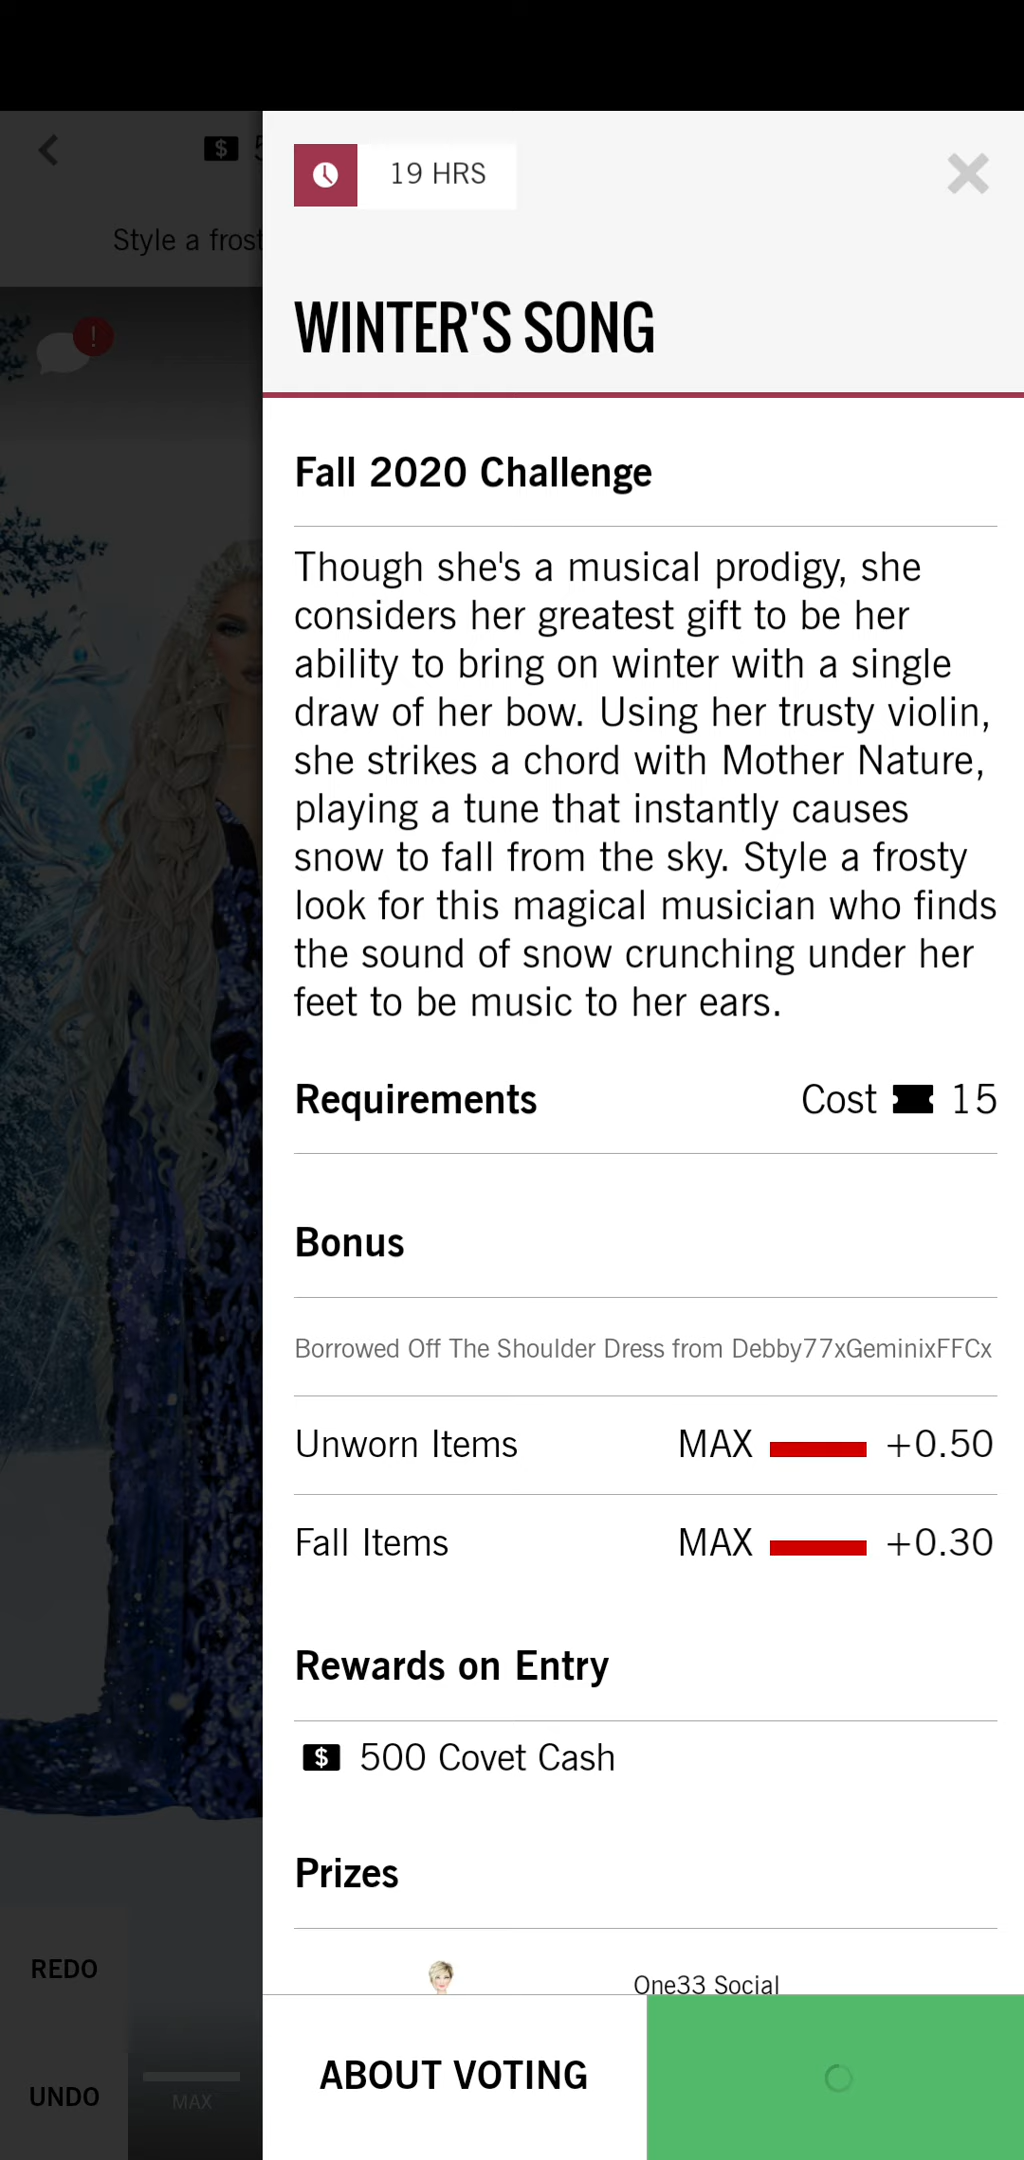 19 HRS
Style a frost
!
WINTER'S SONG
Fall 2020 Challenge
Though she's a musical prodigy, she
considers her greatest gift to be her
ability to bring on winter with a single
draw of her bow. Using her trusty violin,
she strikes a chord with Mother Nature,
playing a tune that instantly causes
snow to fall from the sky. Style a frosty
look for this magical musician who finds
the sound of snow crunching under her
feet to be music to her ears.
Requirements Cost 15
Bonus
Borrowed Off The Shoulder Dress from Debby77xGeminixFFCx
Unworn Items MAX +0.50
Fall Items MAX +0.30
Rewards on Entry
$ 500 Covet Cash
Prizes
One33 Social
REDO
UNDO
MAX
ABOUT VOTING